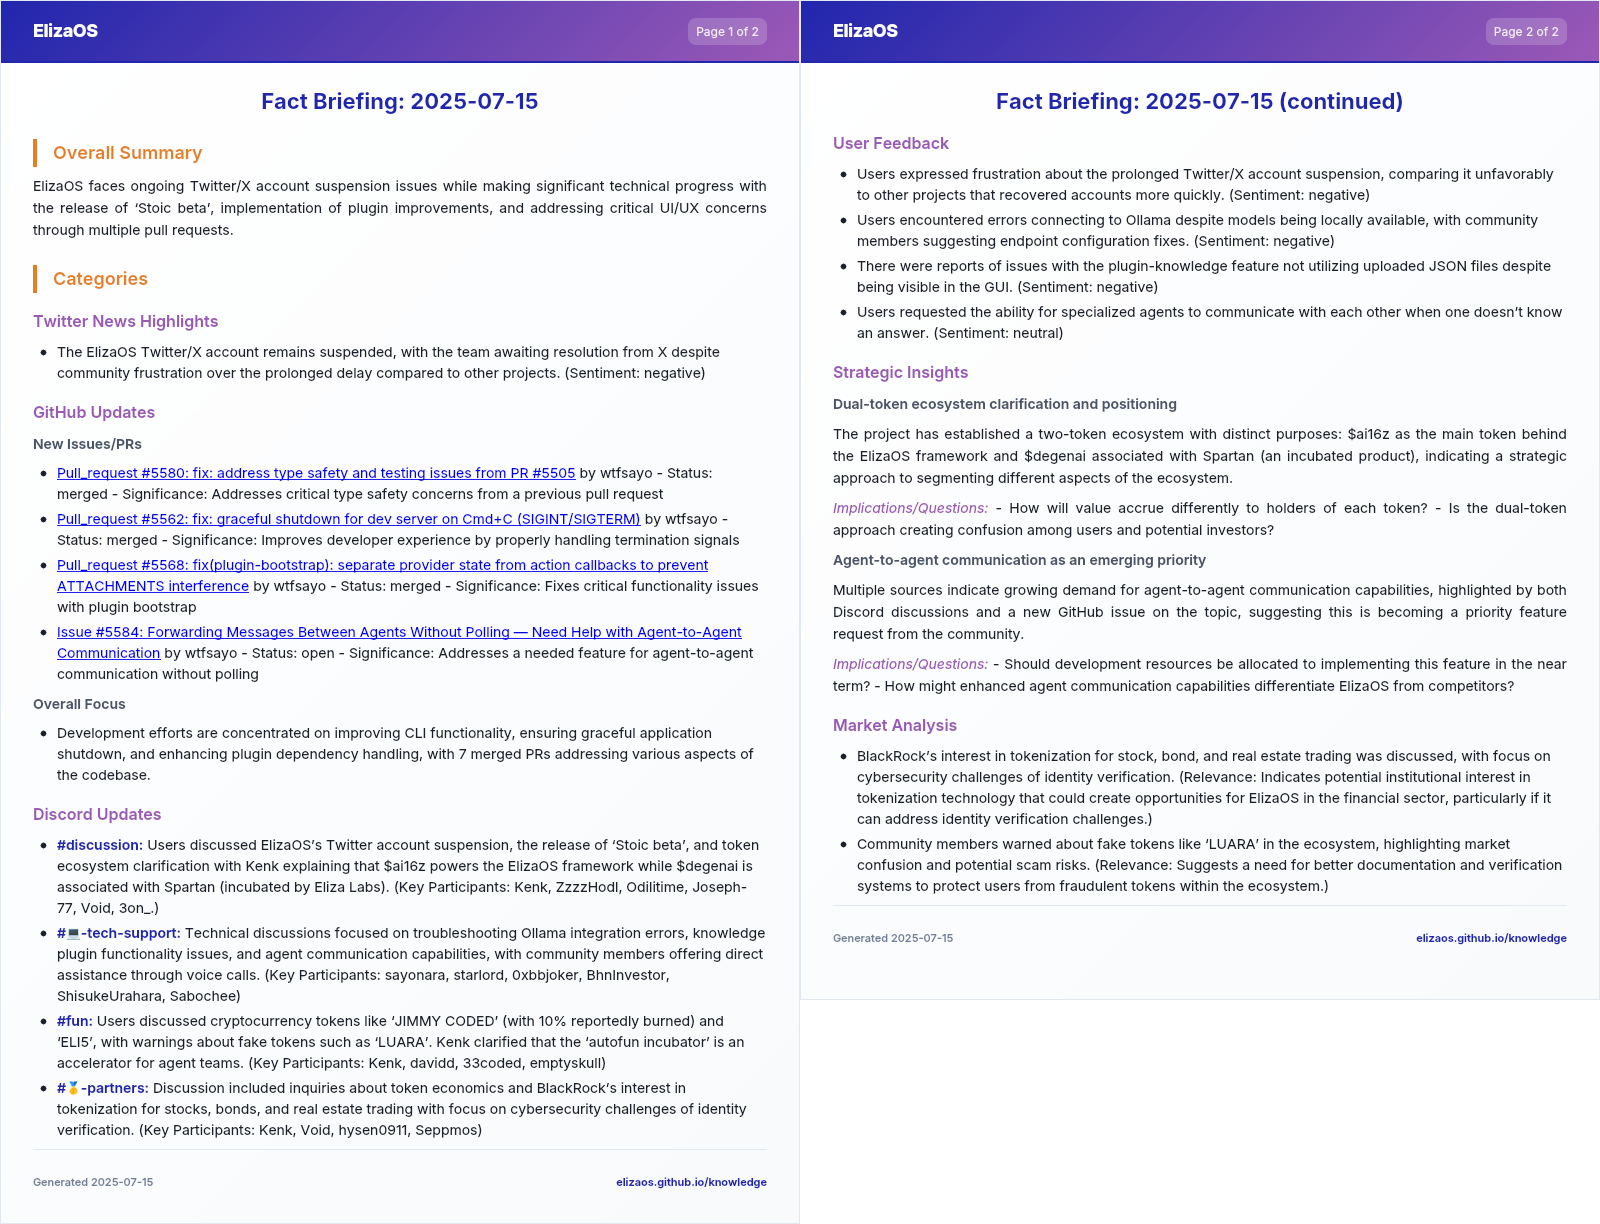 ElizaOS
Page 1 of 2
Fact Briefing: 2025-07-15
Overall Summary
ElizaOS faces ongoing Twitter/X account suspension issues while making significant technical progress with
the release of ‘Stoic beta’, implementation of plugin improvements, and addressing critical UI/UX concerns
through multiple pull requests.
Categories
Twitter News Highlights
• The ElizaOS Twitter/X account remains suspended, with the team awaiting resolution from X despite
community frustration over the prolonged delay compared to other projects. (Sentiment: negative)
GitHub Updates
New Issues/PRs
• Pull_request #5580: fix: address type safety and testing issues from PR #5505 by wtfsayo - Status:
merged - Significance: Addresses critical type safety concerns from a previous pull request
• Pull_request #5562: fix: graceful shutdown for dev server on Cmd+C (SIGINT/SIGTERM) by wtfsayo -
Status: merged - Significance: Improves developer experience by properly handling termination signals
• Pull_request #5568: fix(plugin-bootstrap): separate provider state from action callbacks to prevent
ATTACHMENTS interference by wtfsayo - Status: merged - Significance: Fixes critical functionality issues
with plugin bootstrap
• Issue #5584: Forwarding Messages Between Agents Without Polling — Need Help with Agent-to-Agent
Communication by wtfsayo - Status: open - Significance: Addresses a needed feature for agent-to-agent
communication without polling
Overall Focus
• Development efforts are concentrated on improving CLI functionality, ensuring graceful application
shutdown, and enhancing plugin dependency handling, with 7 merged PRs addressing various aspects of
the codebase.
Discord Updates
• #discussion: Users discussed ElizaOS’s Twitter account suspension, the release of ‘Stoic beta’, and token
ecosystem clarification with Kenk explaining that $ai16z powers the ElizaOS framework while $degenai is
associated with Spartan (incubated by Eliza Labs). (Key Participants: Kenk, ZzzzHodl, Odilitime, Joseph-
77, Void, 3on_.)
• #💻-tech-support: Technical discussions focused on troubleshooting Ollama integration errors, knowledge
plugin functionality issues, and agent communication capabilities, with community members offering direct
assistance through voice calls. (Key Participants: sayonara, starlord, 0xbbjoker, BhnInvestor,
ShisukeUrahara, Sabochee)
• #fun: Users discussed cryptocurrency tokens like ‘JIMMY CODED’ (with 10% reportedly burned) and
‘ELI5’, with warnings about fake tokens such as ‘LUARA’. Kenk clarified that the ‘autofun incubator’ is an
accelerator for agent teams. (Key Participants: Kenk, davidd, 33coded, emptyskull)
• #🥇-partners: Discussion included inquiries about token economics and BlackRock’s interest in
tokenization for stocks, bonds, and real estate trading with focus on cybersecurity challenges of identity
verification. (Key Participants: Kenk, Void, hysen0911, Seppmos)
Generated 2025-07-15
elizaos.github.io/knowledge
ElizaOS
Page 2 of 2
Fact Briefing: 2025-07-15 (continued)
User Feedback
• Users expressed frustration about the prolonged Twitter/X account suspension, comparing it unfavorably
to other projects that recovered accounts more quickly. (Sentiment: negative)
• Users encountered errors connecting to Ollama despite models being locally available, with community
members suggesting endpoint configuration fixes. (Sentiment: negative)
• There were reports of issues with the plugin-knowledge feature not utilizing uploaded JSON files despite
being visible in the GUI. (Sentiment: negative)
• Users requested the ability for specialized agents to communicate with each other when one doesn’t know
an answer. (Sentiment: neutral)
Strategic Insights
Dual-token ecosystem clarification and positioning
The project has established a two-token ecosystem with distinct purposes: $ai16z as the main token behind
the ElizaOS framework and $degenai associated with Spartan (an incubated product), indicating a strategic
approach to segmenting different aspects of the ecosystem.
Implications/Questions: - How will value accrue differently to holders of each token? - Is the dual-token
approach creating confusion among users and potential investors?
Agent-to-agent communication as an emerging priority
Multiple sources indicate growing demand for agent-to-agent communication capabilities, highlighted by both
Discord discussions and a new GitHub issue on the topic, suggesting this is becoming a priority feature
request from the community.
Implications/Questions: - Should development resources be allocated to implementing this feature in the near
term? - How might enhanced agent communication capabilities differentiate ElizaOS from competitors?
Market Analysis
• BlackRock’s interest in tokenization for stock, bond, and real estate trading was discussed, with focus on
cybersecurity challenges of identity verification. (Relevance: Indicates potential institutional interest in
tokenization technology that could create opportunities for ElizaOS in the financial sector, particularly if it
can address identity verification challenges.)
• Community members warned about fake tokens like ‘LUARA’ in the ecosystem, highlighting market
confusion and potential scam risks. (Relevance: Suggests a need for better documentation and verification
systems to protect users from fraudulent tokens within the ecosystem.)
Generated 2025-07-15
elizaos.github.io/knowledge